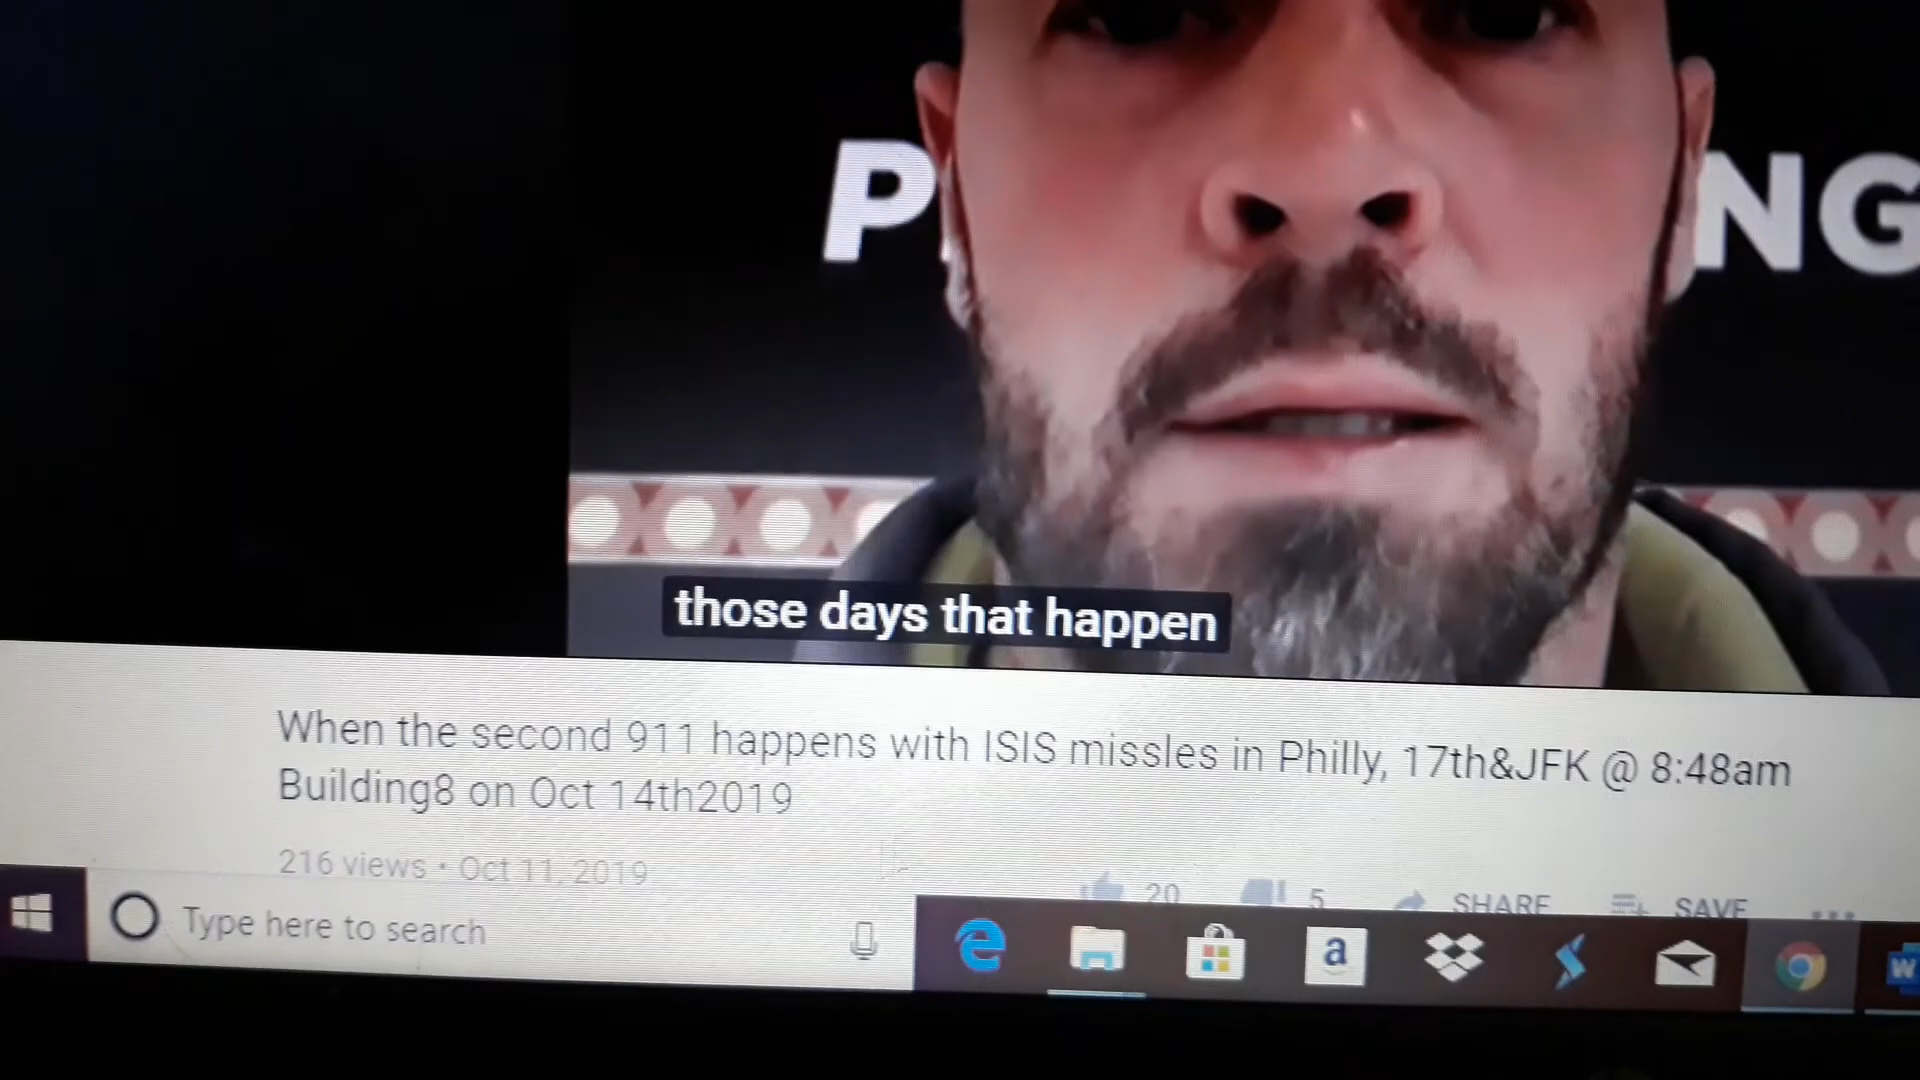 P
NG
those days that happen
When the second 911 happens with ISIS missles in Philly, 17th&JFK @ 8:48am
Building8 on Oct 14th2019
216 views • Oct 11, 2019
20
5
SHARE
SAVE
Type here to search
a
W